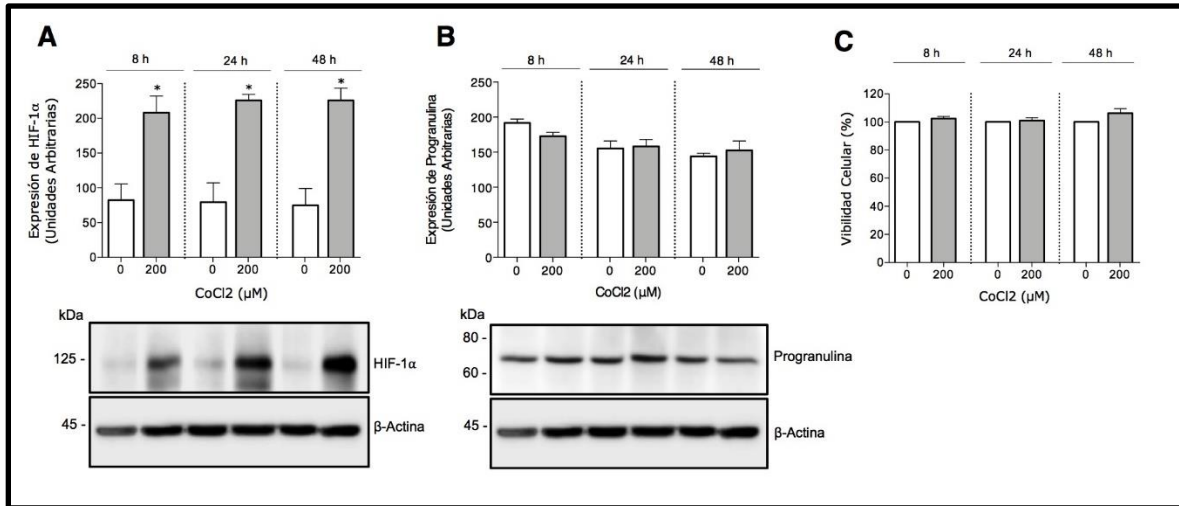 A
8 h
24 h
48 h
Expresión de HIF-1α
(Unidades Arbitrarias)
250
200
150
100
50
0
*
*
*
0
200
0
200
0
200
CoCl2 (μM)
kDa
125 -
HIF-1α
45 -
β-Actina
B
8 h
24 h
48 h
Expresión de Progranulina
(Unidades Arbitrarias)
250
200
150
100
50
0
0
200
0
200
0
200
CoCl2 (μM)
kDa
80 -
60 -
Progranulina
45 -
β-Actina
C
8 h
24 h
48 h
Vibilidad Celular (%)
120
100
80
60
40
20
0
0
200
0
200
0
200
CoCl2 (μM)